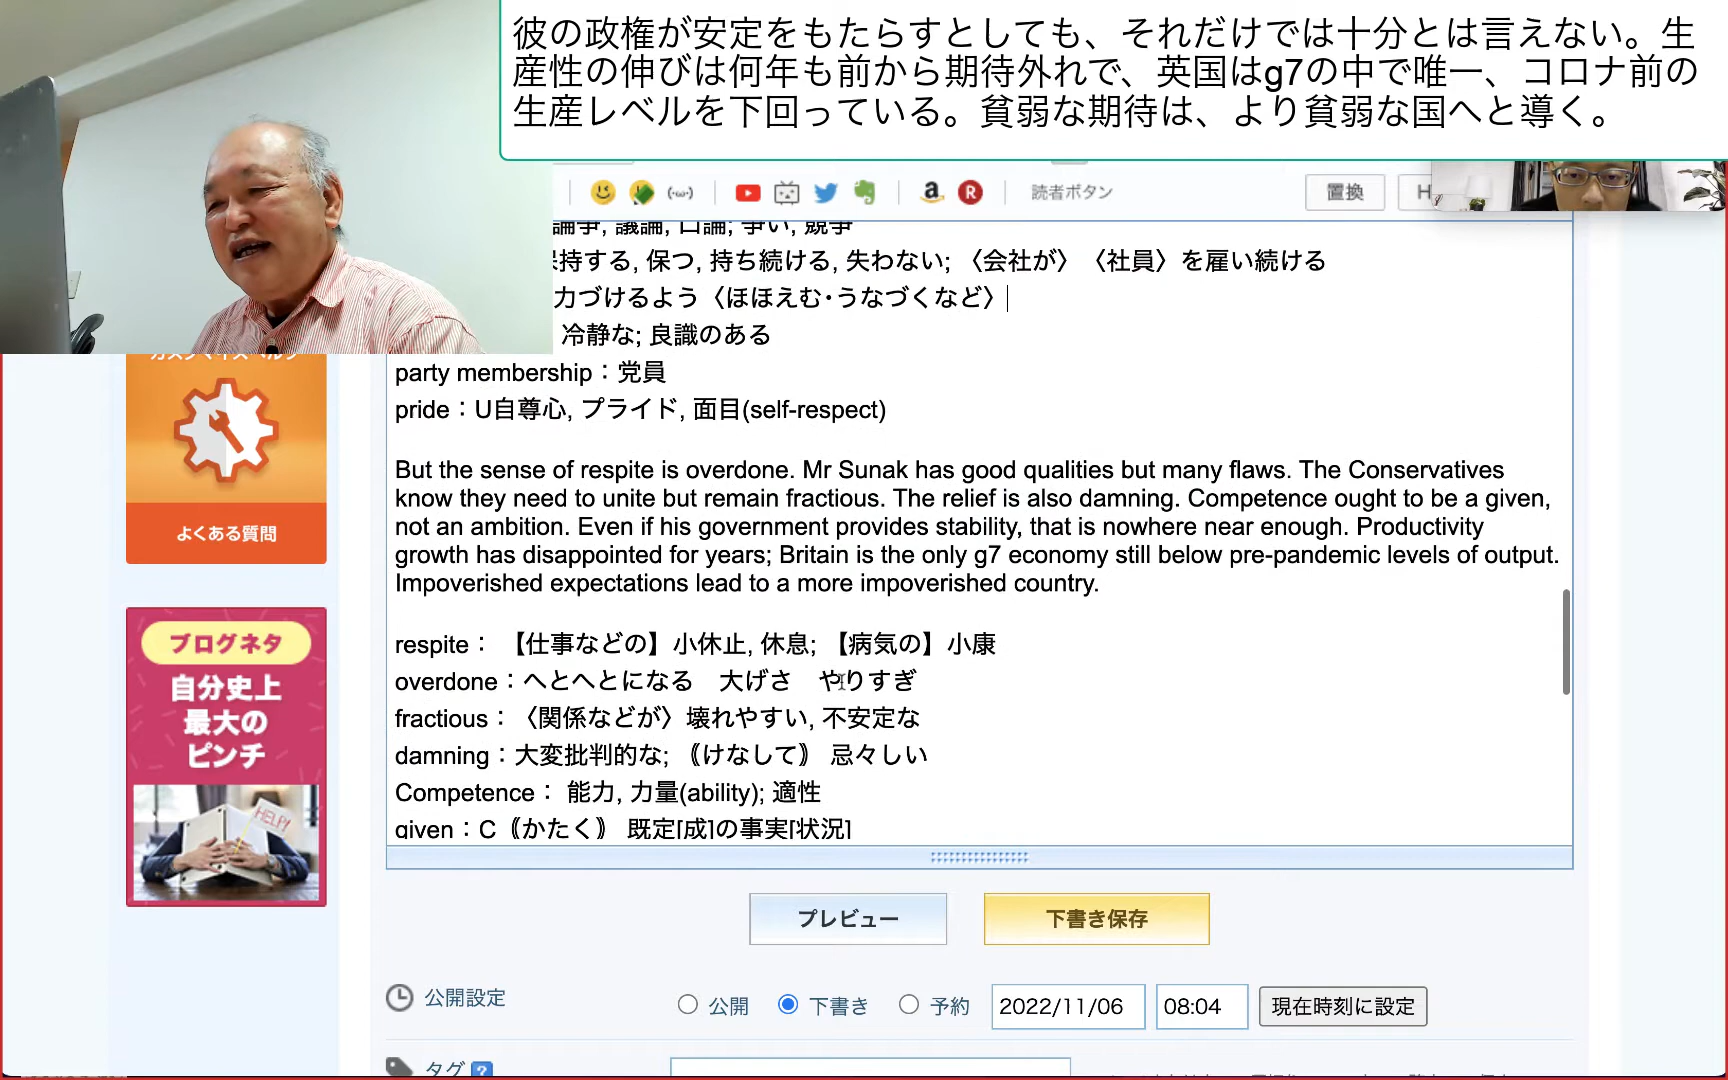 彼の政権が安定をもたらすとしても、それだけでは十分とは言えない。生
産性の伸びは何年も前から期待外れで、英国はg7の中で唯一、コロナ前の
生産レベルを下回っている。貧弱な期待は、より貧弱な国へと導く。
読者ボタン
置換
論争, 議論, 口論; 争い, 競争
持する, 保つ, 持ち続ける, 失わない; 〈会社が〉〈社員〉を雇い続ける
力づけるよう〈ほほえむ･うなづくなど〉
冷静な; 良識のある
party membership：党員
pride：U自尊心, プライド, 面目(self-respect)
But the sense of respite is overdone. Mr Sunak has good qualities but many flaws. The Conservatives
know they need to unite but remain fractious. The relief is also damning. Competence ought to be a given,
not an ambition. Even if his government provides stability, that is nowhere near enough. Productivity
growth has disappointed for years; Britain is the only g7 economy still below pre-pandemic levels of output.
Impoverished expectations lead to a more impoverished country.
respite： 【仕事などの】小休止, 休息; 【病気の】小康
overdone：へとへとになる　大げさ　やりすぎ
fractious：〈関係などが〉壊れやすい, 不安定な
damning：大変批判的な; ⟪けなして⟫ 忌々しい
Competence： 能力, 力量(ability); 適性
given：C⟪かたく⟫ 既定[成]の事実[状況]
よくある質問
ブログネタ
自分史上
最大の
ピンチ
HELP!
プレビュー
下書き保存
公開設定
公開
下書き
予約
2022/11/06
08:04
現在時刻に設定
タグ ?